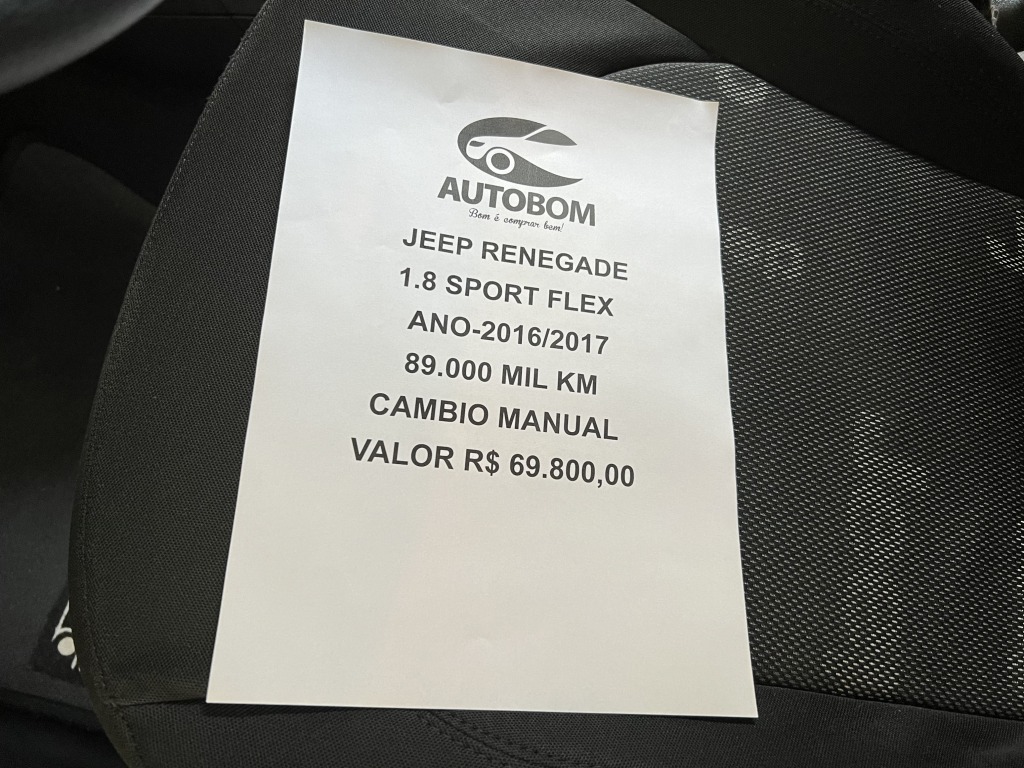 AUTOBOM
Bom é comprar bem!
JEEP RENEGADE
1.8 SPORT FLEX
ANO-2016/2017
89.000 MIL KM
CAMBIO MANUAL
VALOR R$ 69.800,00